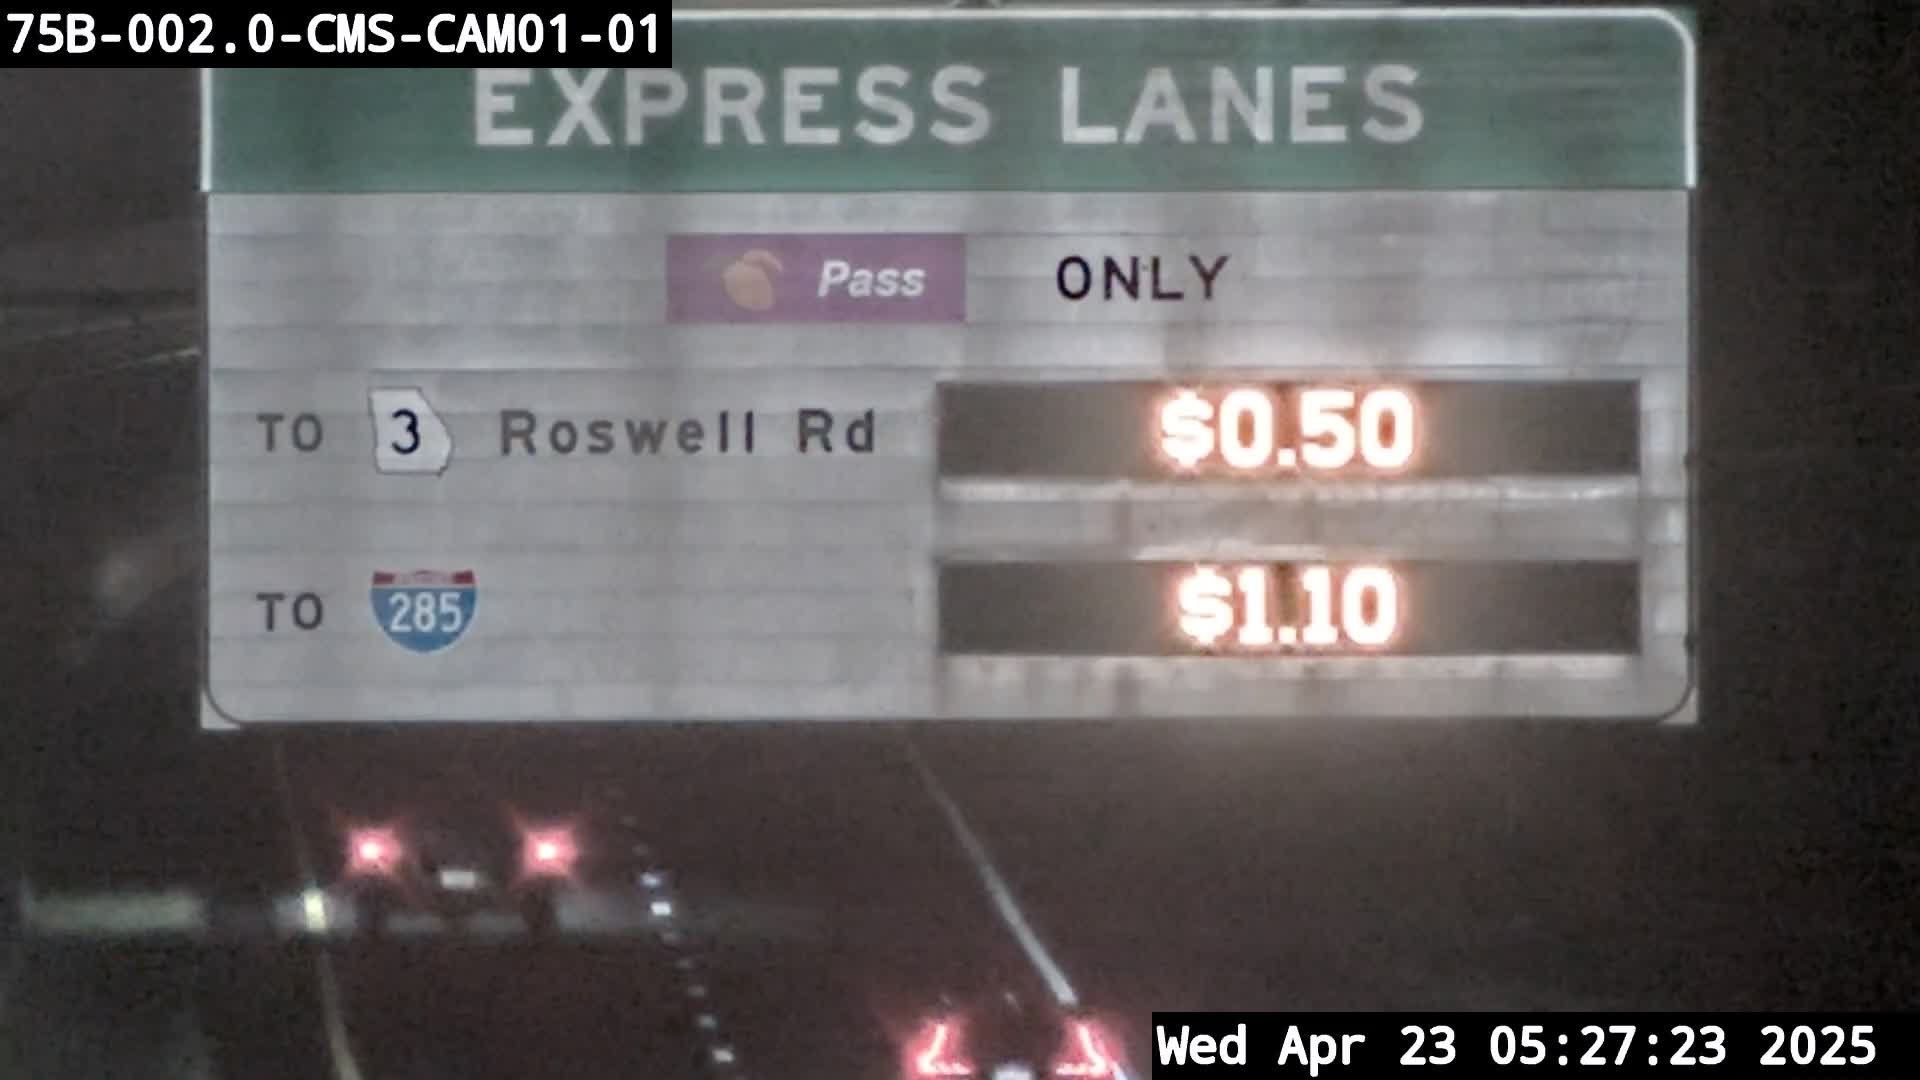 75B-002.0-CMS-CAM01-01
EXPRESS LANES
Pass ONLY
TO 3 Roswell Rd $0.50
TO 285 $1.10
Wed Apr 23 05:27:23 2025